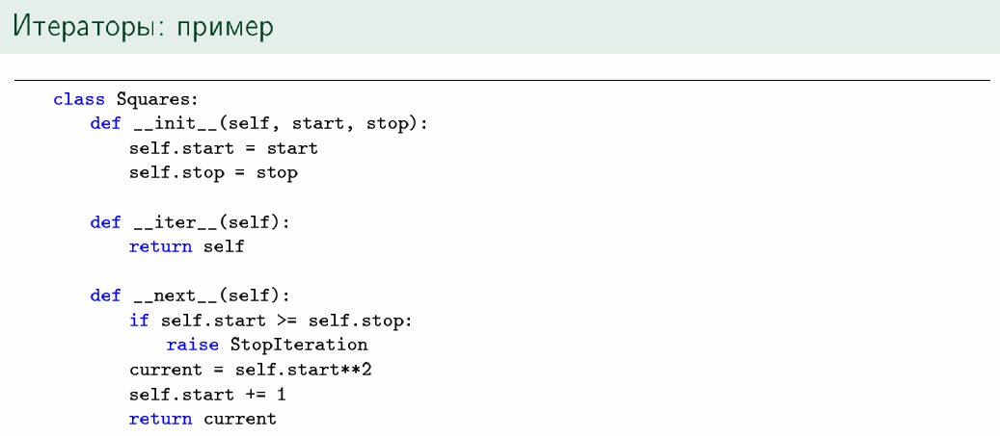 Итераторы: пример
class Squares:
def __init__(self, start, stop):
self.start = start
self.stop = stop
def __iter__(self):
return self
def __next__(self):
if self.start >= self.stop:
raise StopIteration
current = self.start**2
self.start += 1
return current